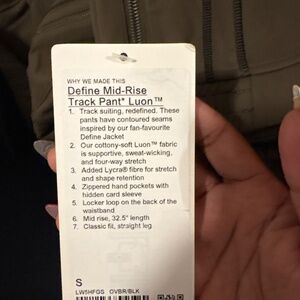 WHY WE MADE THIS
Define Mid-Rise
Track Pant* Luon™
1. Track suiting, redefined. These
pants have contoured seams
inspired by our fan-favourite
Define Jacket
2. Our cottony-soft Luon™ fabric
is supportive, sweat-wicking,
and four-way stretch
3. Added Lycra® fibre for stretch
and shape retention
4. Zippered hand pockets with
hidden card sleeve
5. Locker loop on the back of the
waistband
6. Mid rise, 32.5" length
7. Classic fit, straight leg
S
LW5HFGS OVBR/BLK